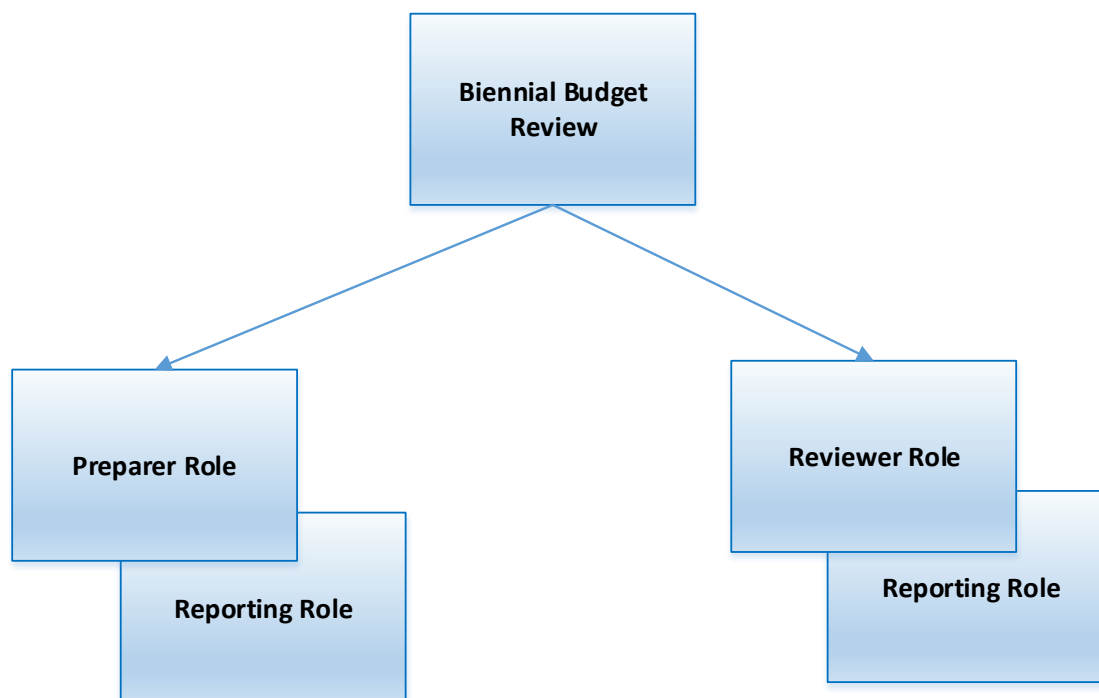 Biennial Budget
Review
Preparer Role
Reporting Role
Reviewer Role
Reporting Role